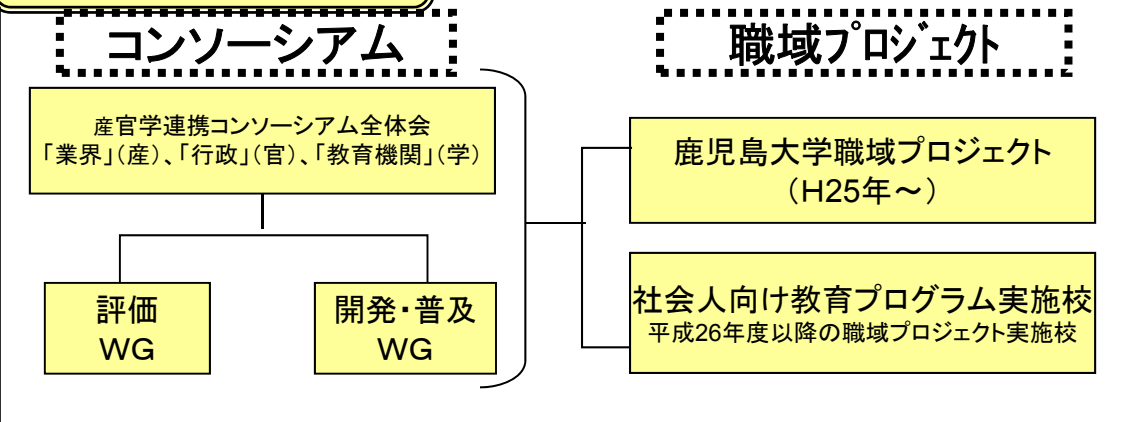 コンソーシアム
産官学連携コンソーシアム全体会
「業界」(産)、「行政」(官)、「教育機関」(学)
評価
WG
開発・普及
WG
職域プロジェクト
鹿児島大学職域プロジェクト
(H25年~)
社会人向け教育プログラム実施校
平成26年度以降の職域プロジェクト実施校